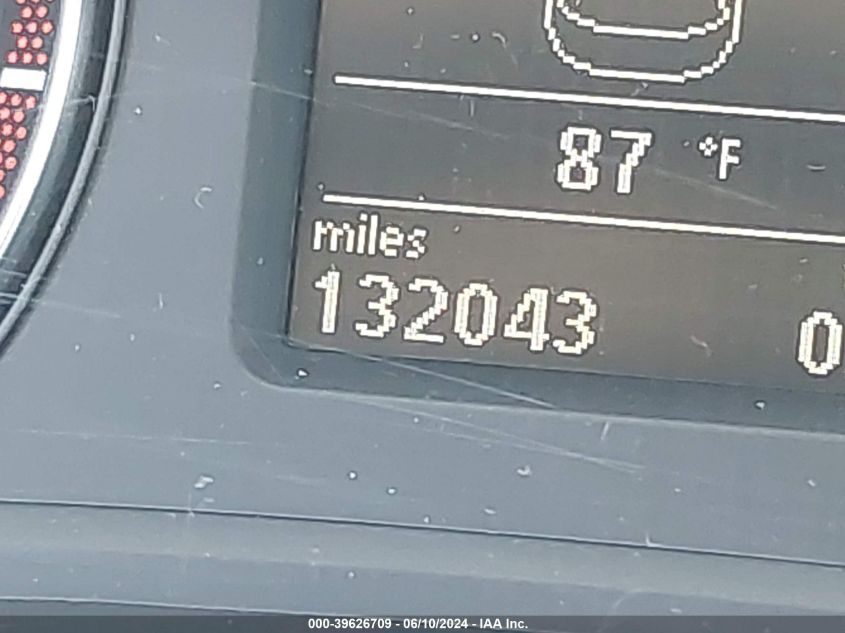 87 °F
miles
132043 0
000-39626709 - 06/10/2024 - IAA Inc.